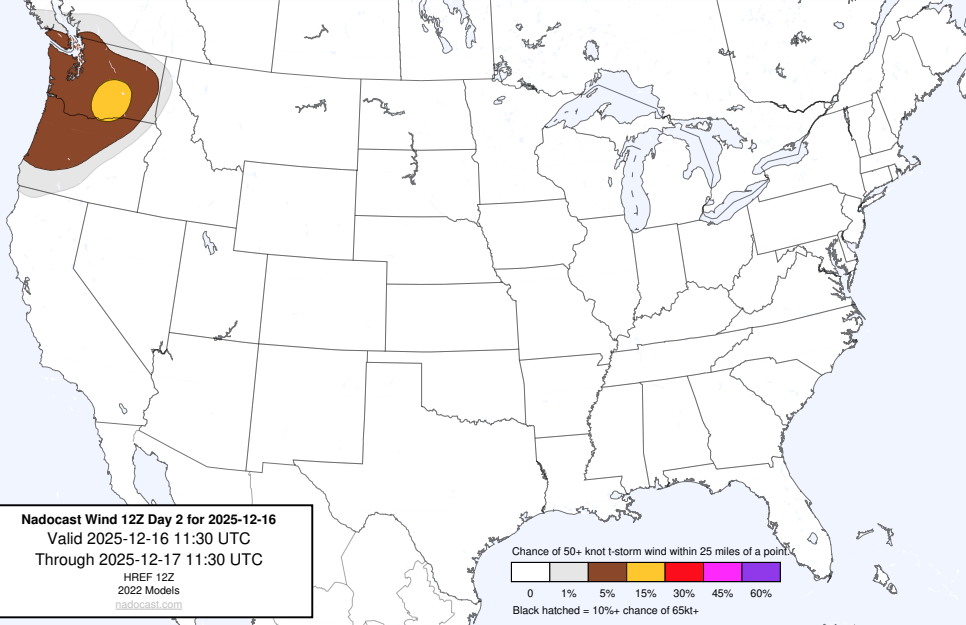 Nadocast Wind 12Z Day 2 for 2025-12-16
Valid 2025-12-16 11:30 UTC
Through 2025-12-17 11:30 UTC
HREF 12Z
2022 Models
nadocast.com
Chance of 50+ knot t-storm wind within 25 miles of a point.
0 1% 5% 15% 30% 45% 60%
Black hatched = 10%+ chance of 65kt+